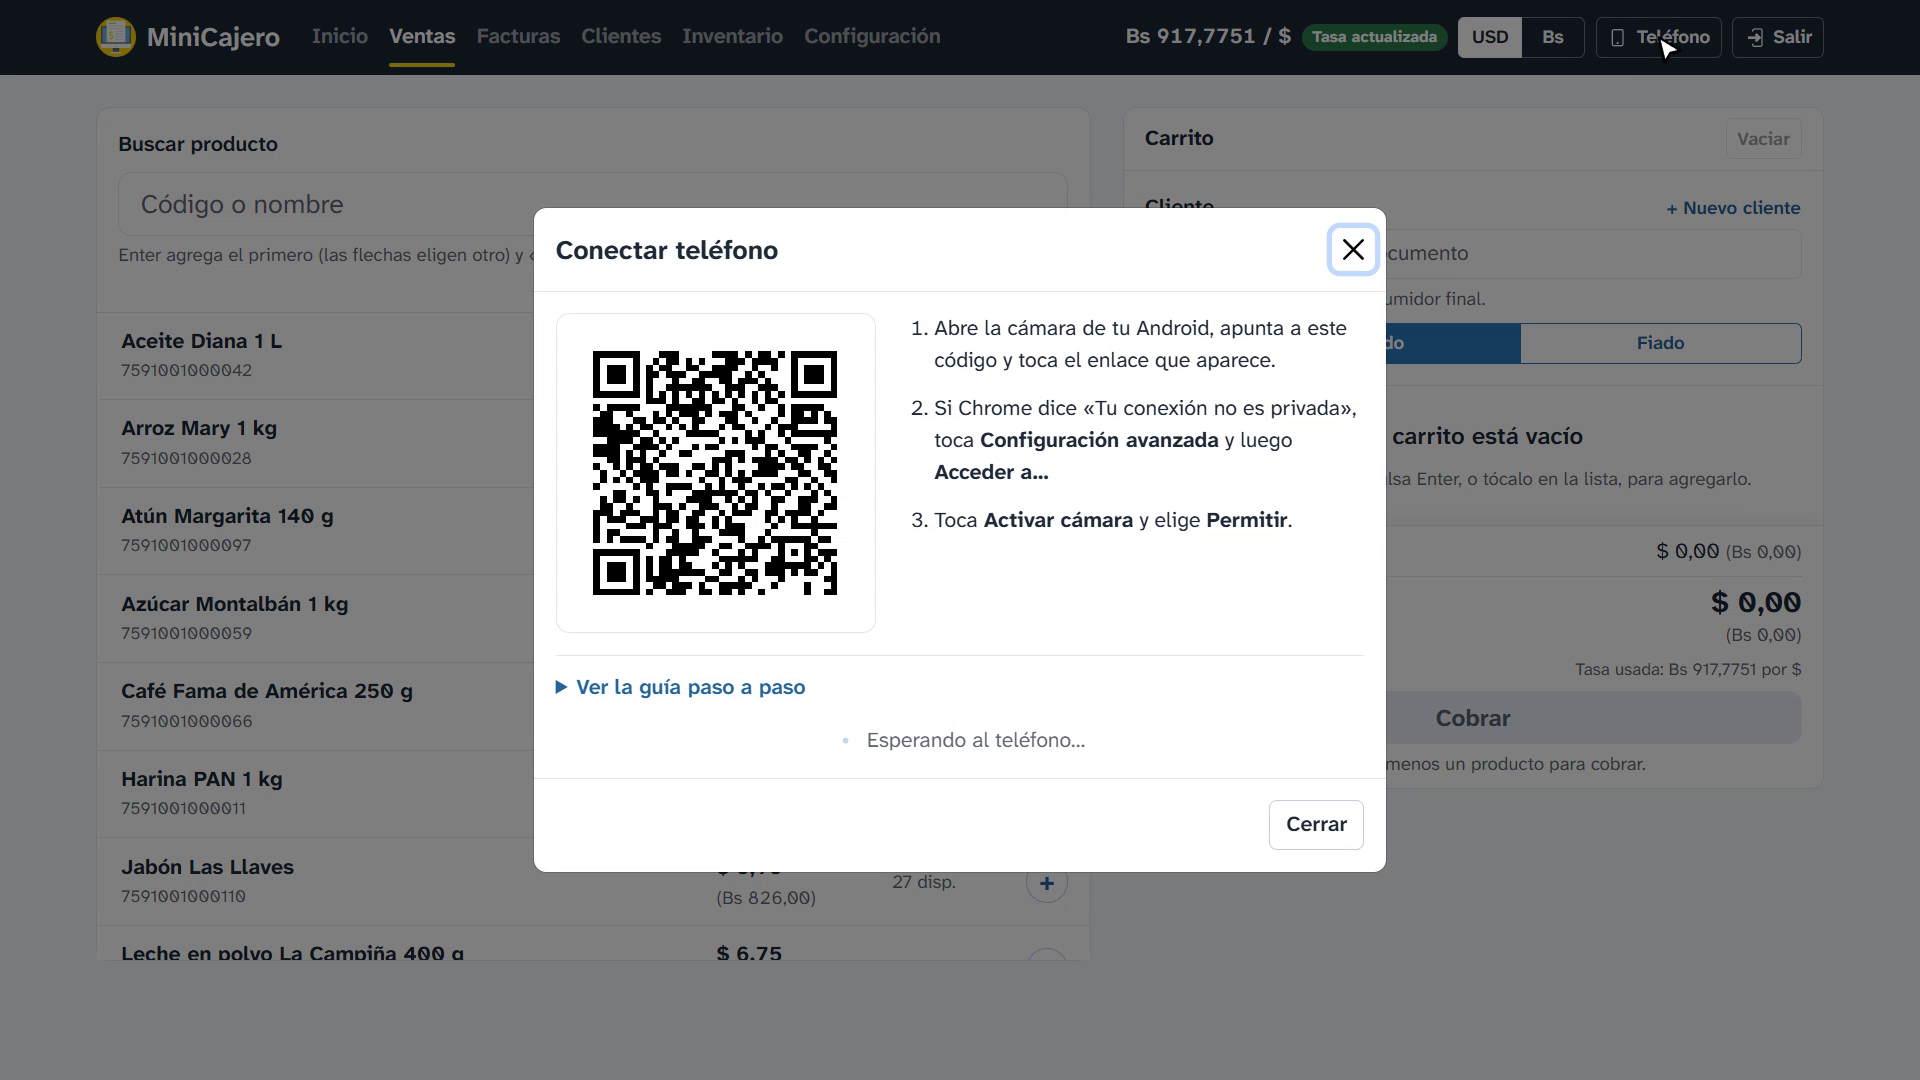 MiniCajero
Inicio
Ventas
Facturas
Clientes
Inventario
Configuración
Bs 917,7751 / $
Tasa actualizada
USD
Bs
Teléfono
Salir
Buscar producto
Código o nombre
Enter agrega el primero (las flechas eligen otro) y
Aceite Diana 1 L
7591001000042
Arroz Mary 1 kg
7591001000028
Atún Margarita 140 g
7591001000097
Azúcar Montalbán 1 kg
7591001000059
Café Fama de América 250 g
7591001000066
Harina PAN 1 kg
7591001000011
Jabón Las Llaves
7591001000110
(Bs 826,00)
27 disp.
+
Leche en polvo La Campiña 400 g
$ 6,75
Carrito
Vaciar
Cliente
+ Nuevo cliente
cumento
umidor final.
do
Fiado
carrito está vacío
lsa Enter, o tócalo en la lista, para agregarlo.
$ 0,00 (Bs 0,00)
$ 0,00
(Bs 0,00)
Tasa usada: Bs 917,7751 por $
Cobrar
menos un producto para cobrar.
Conectar teléfono
1. Abre la cámara de tu Android, apunta a este
código y toca el enlace que aparece.
2. Si Chrome dice «Tu conexión no es privada»,
toca Configuración avanzada y luego
Acceder a...
3. Toca Activar cámara y elige Permitir.
Ver la guía paso a paso
Esperando al teléfono...
Cerrar